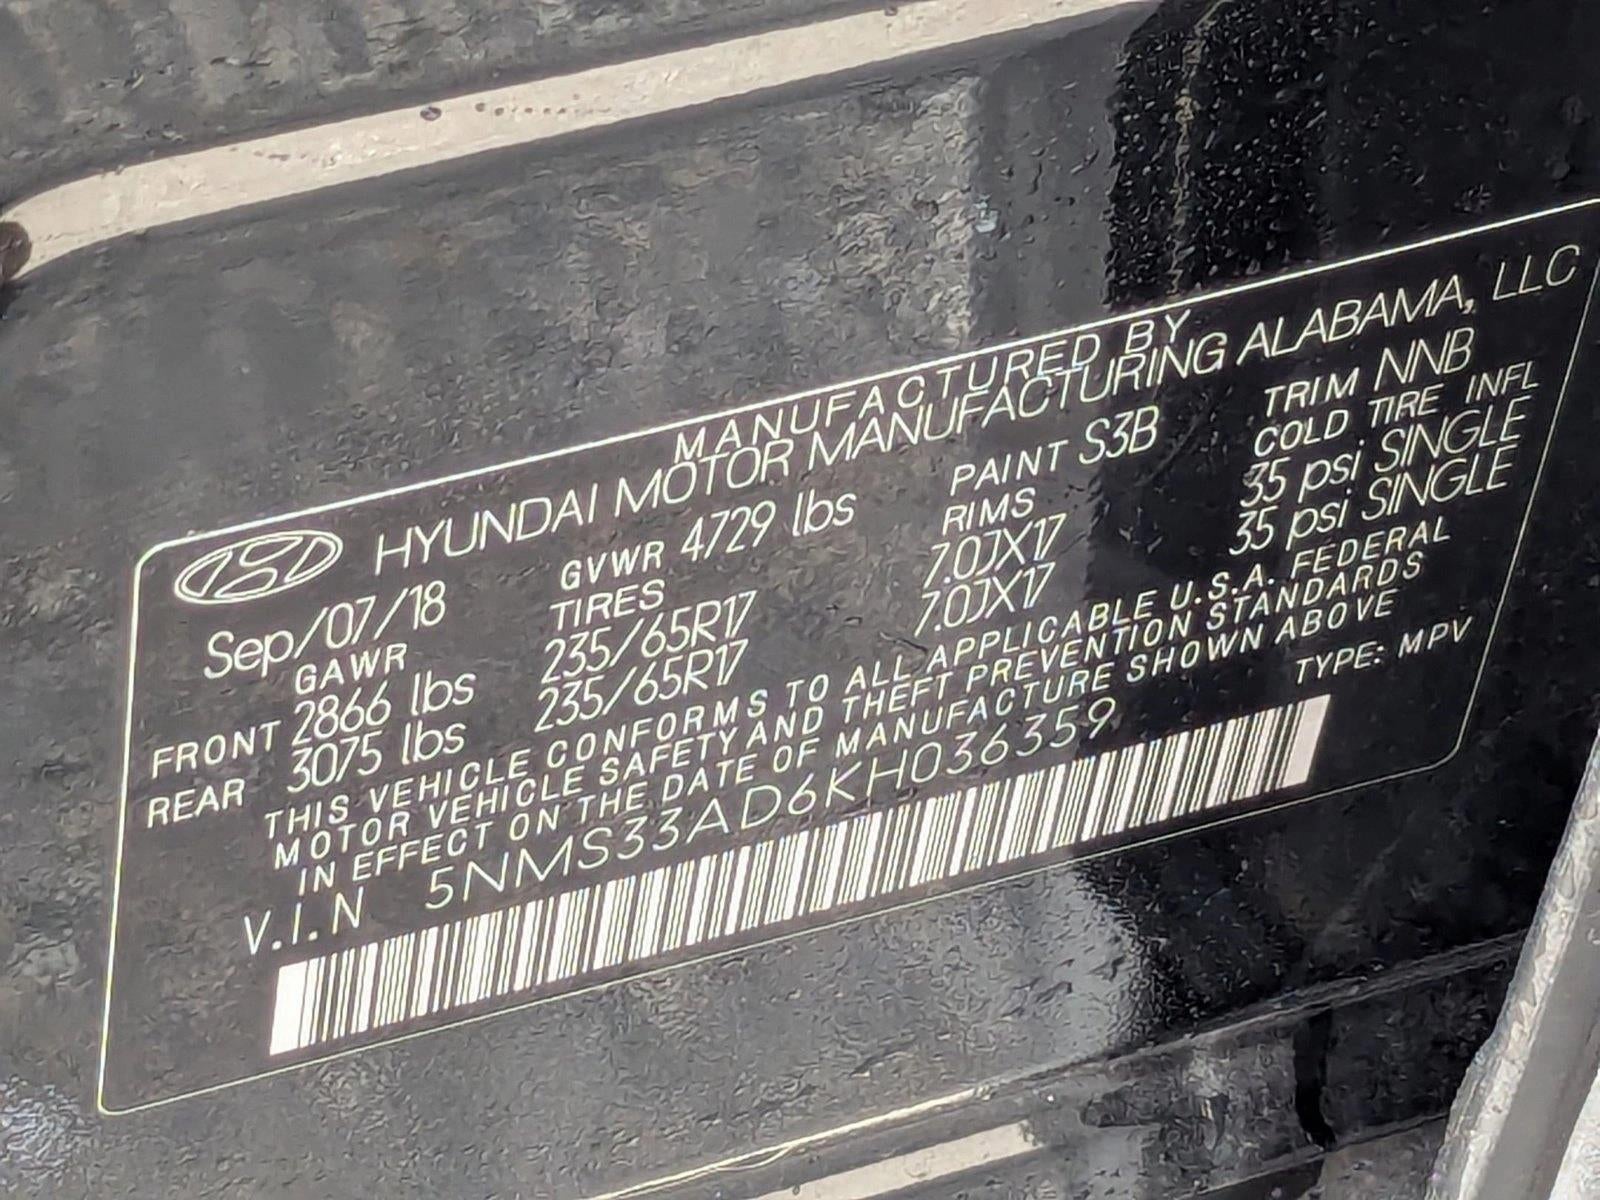 MANUFACTURED BY
HYUNDAI MOTOR MANUFACTURING ALABAMA, LLC
Sep/07/18 GVWR 4729 lbs PAINT S3B TRIM NNB
GAWR TIRES RIMS COLD TIRE INFL
FRONT 2866 lbs 235/65R17 7.0JX17 35 psi SINGLE
REAR 3075 lbs 235/65R17 7.0JX17 35 psi SINGLE
THIS VEHICLE CONFORMS TO ALL APPLICABLE U.S.A. FEDERAL
MOTOR VEHICLE SAFETY AND THEFT PREVENTION STANDARDS
IN EFFECT ON THE DATE OF MANUFACTURE SHOWN ABOVE
V.I.N 5NMS33AD6KH036359 TYPE: MPV